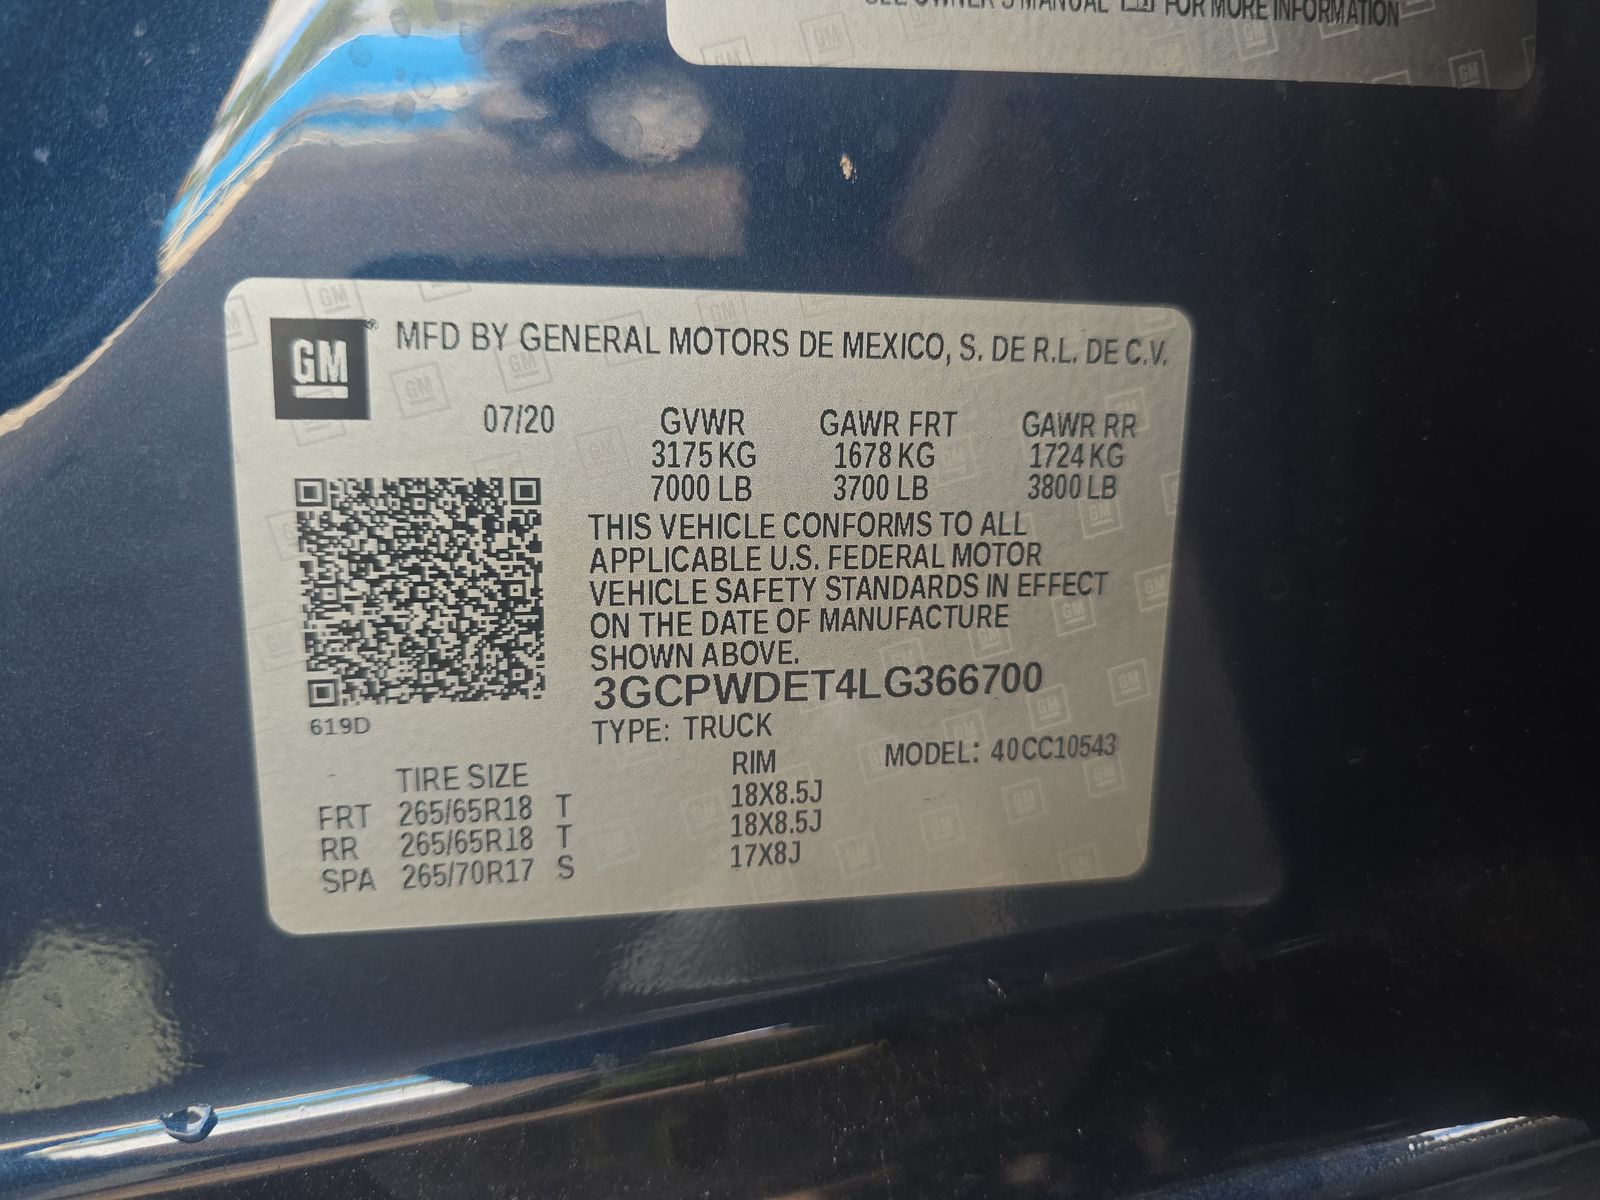 SEE OWNER'S MANUAL FOR MORE INFORMATION
GM ® MFD BY GENERAL MOTORS DE MEXICO, S. DE R.L. DE C.V.
07/20 GVWR GAWR FRT GAWR RR
3175 KG 1678 KG 1724 KG
7000 LB 3700 LB 3800 LB
THIS VEHICLE CONFORMS TO ALL
APPLICABLE U.S. FEDERAL MOTOR
VEHICLE SAFETY STANDARDS IN EFFECT
ON THE DATE OF MANUFACTURE
SHOWN ABOVE.
3GCPWDET4LG366700
619D
TYPE: TRUCK
MODEL: 40CC10543
TIRE SIZE RIM
FRT 265/65R18 T 18X8.5J
RR 265/65R18 T 18X8.5J
SPA 265/70R17 S 17X8J